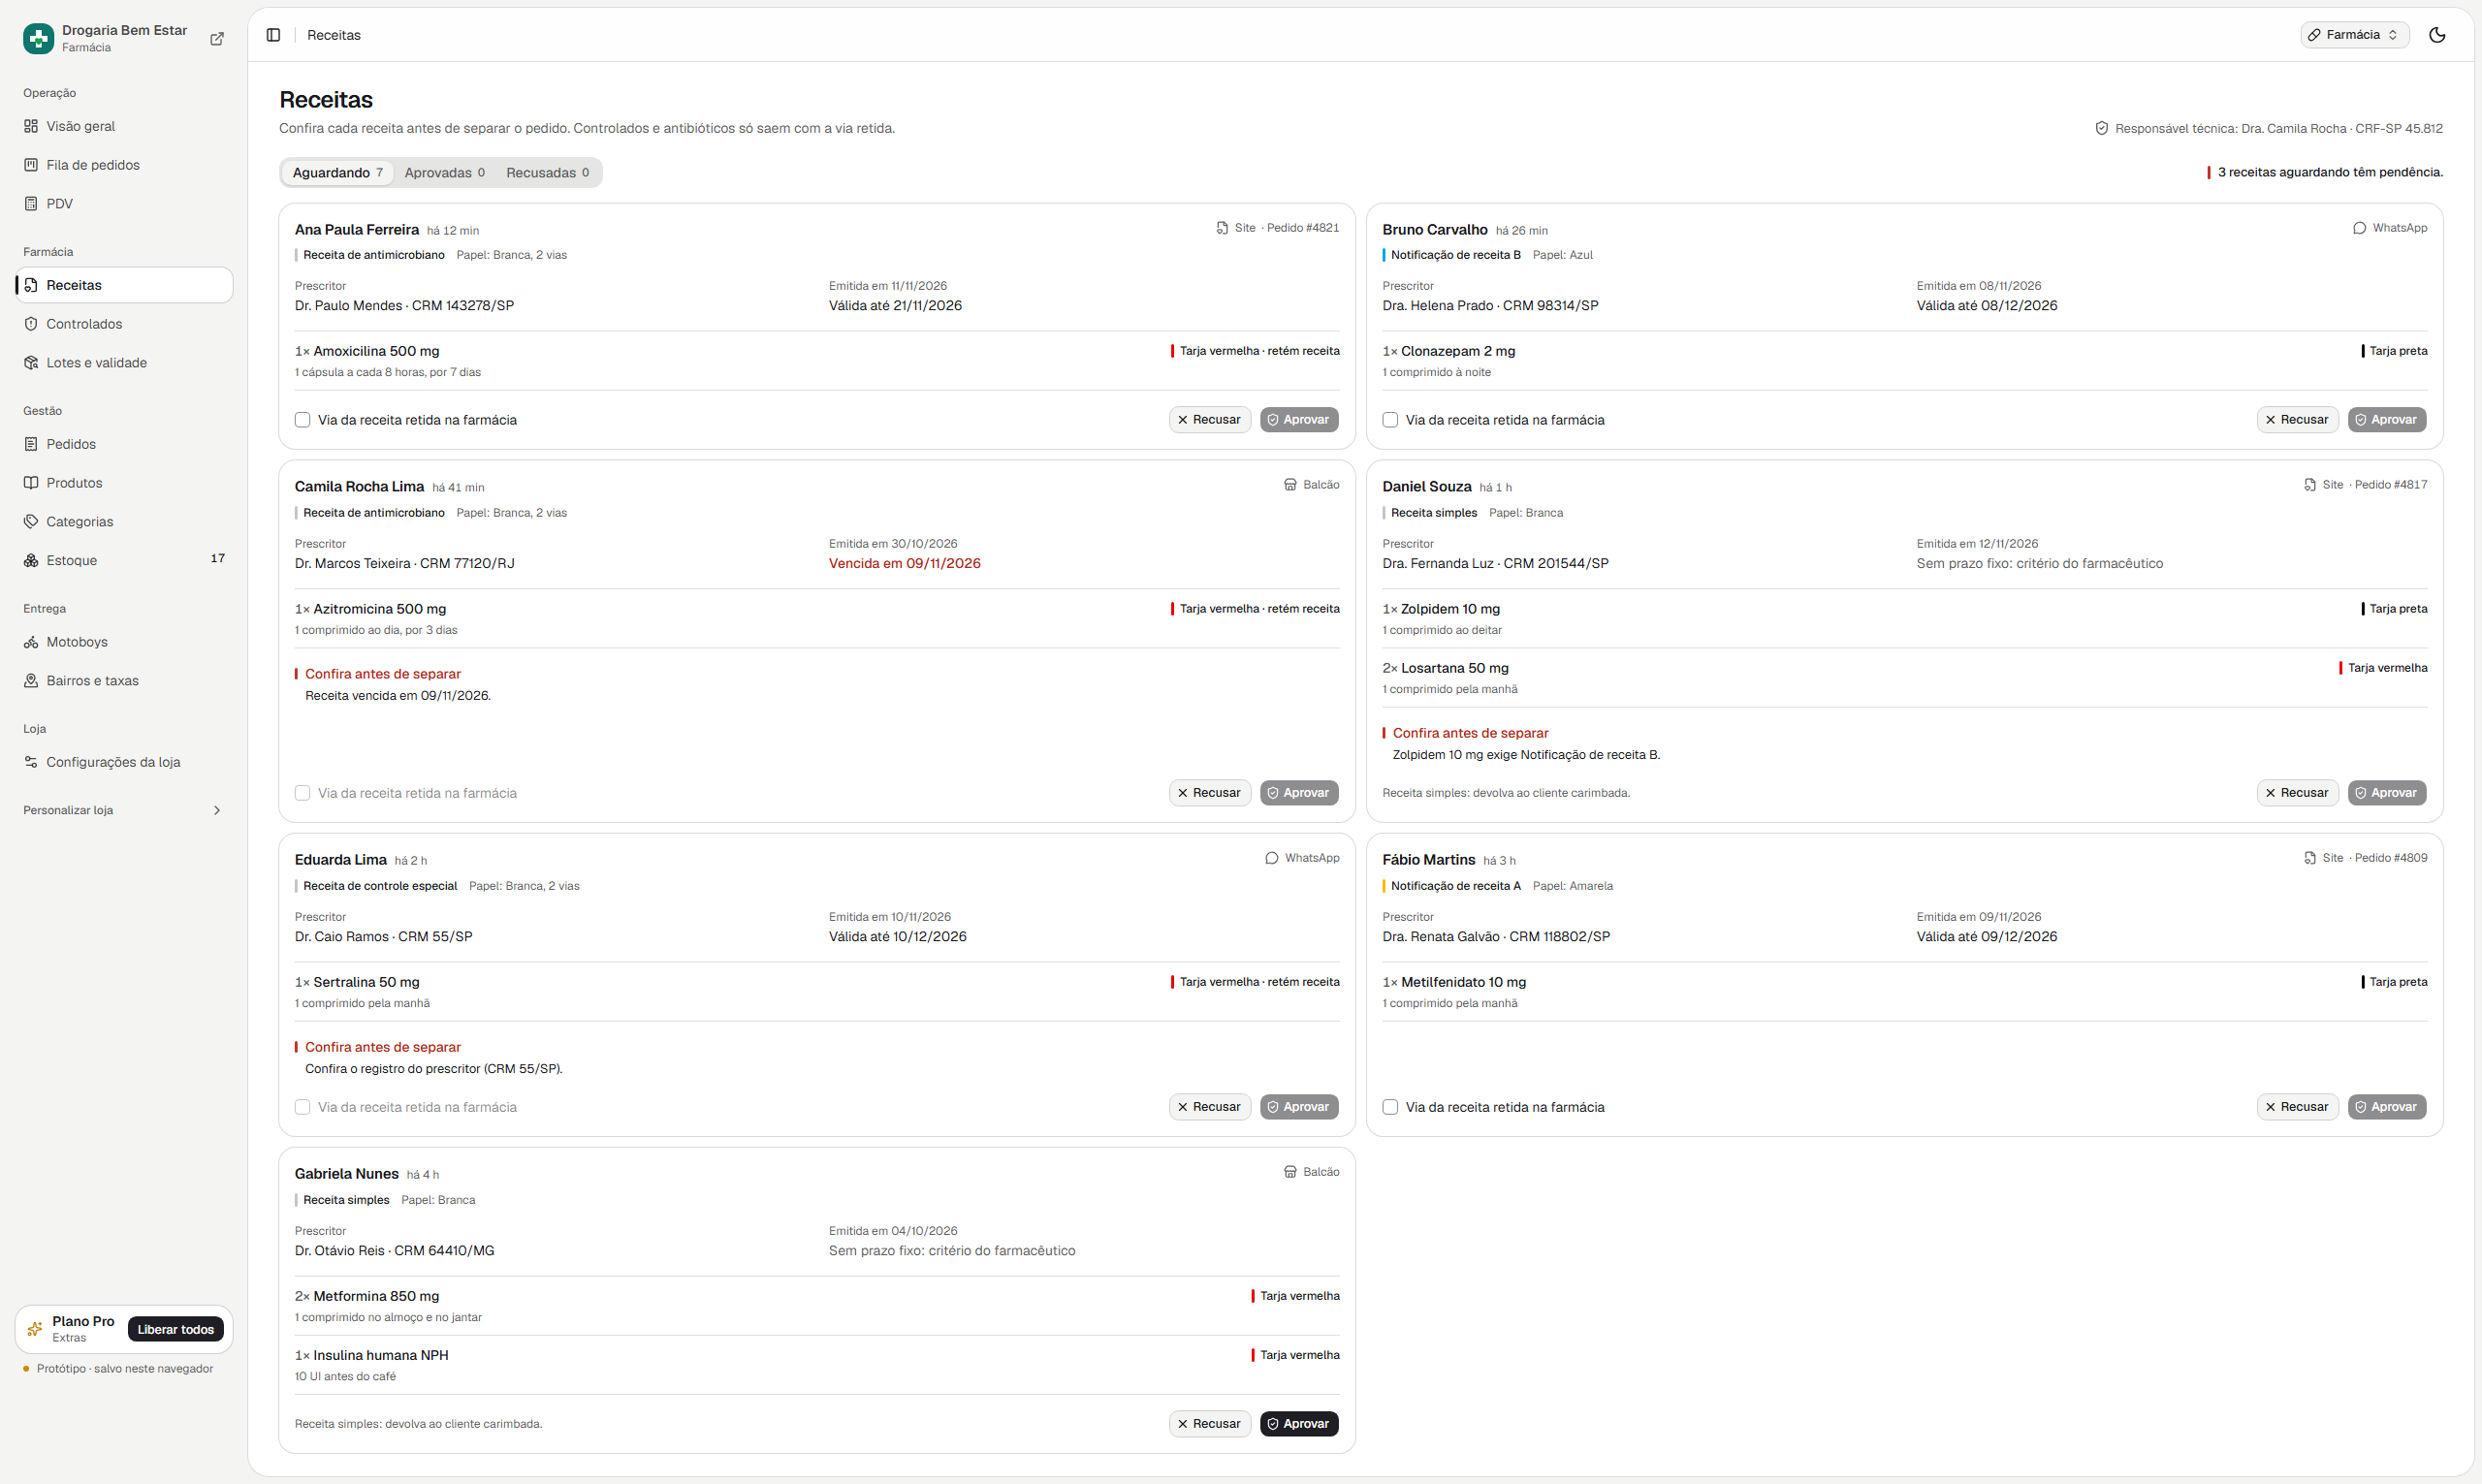 Drogaria Bem Estar
Farmácia
Operação
Visão geral
Fila de pedidos
PDV
Farmácia
Receitas
Controlados
Lotes e validade
Gestão
Pedidos
Produtos
Categorias
Estoque 17
Entrega
Motoboys
Bairros e taxas
Loja
Configurações da loja
Personalizar loja
Plano Pro
Extras
Liberar todos
Protótipo · salvo neste navegador
Receitas
Farmácia
Receitas
Confira cada receita antes de separar o pedido. Controlados e antibióticos só saem com a via retida.
Responsável técnica: Dra. Camila Rocha · CRF-SP 45.812
Aguardando 7 Aprovadas 0 Recusadas 0
3 receitas aguardando têm pendência.
Ana Paula Ferreira há 12 min
Site · Pedido #4821
Receita de antimicrobiano Papel: Branca, 2 vias
Prescritor
Dr. Paulo Mendes · CRM 143278/SP
Emitida em 11/11/2026
Válida até 21/11/2026
1× Amoxicilina 500 mg
Tarja vermelha · retém receita
1 cápsula a cada 8 horas, por 7 dias
Via da receita retida na farmácia
Recusar Aprovar
Bruno Carvalho há 26 min
WhatsApp
Notificação de receita B Papel: Azul
Prescritor
Dra. Helena Prado · CRM 98314/SP
Emitida em 08/11/2026
Válida até 08/12/2026
1× Clonazepam 2 mg
Tarja preta
1 comprimido à noite
Via da receita retida na farmácia
Recusar Aprovar
Camila Rocha Lima há 41 min
Balcão
Receita de antimicrobiano Papel: Branca, 2 vias
Prescritor
Dr. Marcos Teixeira · CRM 77120/RJ
Emitida em 30/10/2026
Vencida em 09/11/2026
1× Azitromicina 500 mg
Tarja vermelha · retém receita
1 comprimido ao dia, por 3 dias
Confira antes de separar
Receita vencida em 09/11/2026.
Via da receita retida na farmácia
Recusar Aprovar
Daniel Souza há 1 h
Site · Pedido #4817
Receita simples Papel: Branca
Prescritor
Dra. Fernanda Luz · CRM 201544/SP
Emitida em 12/11/2026
Sem prazo fixo: critério do farmacêutico
1× Zolpidem 10 mg
Tarja preta
1 comprimido ao deitar
2× Losartana 50 mg
Tarja vermelha
1 comprimido pela manhã
Confira antes de separar
Zolpidem 10 mg exige Notificação de receita B.
Receita simples: devolva ao cliente carimbada.
Recusar Aprovar
Eduarda Lima há 2 h
WhatsApp
Receita de controle especial Papel: Branca, 2 vias
Prescritor
Dr. Caio Ramos · CRM 55/SP
Emitida em 10/11/2026
Válida até 10/12/2026
1× Sertralina 50 mg
Tarja vermelha · retém receita
1 comprimido pela manhã
Confira antes de separar
Confira o registro do prescritor (CRM 55/SP).
Via da receita retida na farmácia
Recusar Aprovar
Fábio Martins há 3 h
Site · Pedido #4809
Notificação de receita A Papel: Amarela
Prescritor
Dra. Renata Galvão · CRM 118802/SP
Emitida em 09/11/2026
Válida até 09/12/2026
1× Metilfenidato 10 mg
Tarja preta
1 comprimido pela manhã
Via da receita retida na farmácia
Recusar Aprovar
Gabriela Nunes há 4 h
Balcão
Receita simples Papel: Branca
Prescritor
Dr. Otávio Reis · CRM 64410/MG
Emitida em 04/10/2026
Sem prazo fixo: critério do farmacêutico
2× Metformina 850 mg
Tarja vermelha
1 comprimido no almoço e no jantar
1× Insulina humana NPH
Tarja vermelha
10 UI antes do café
Receita simples: devolva ao cliente carimbada.
Recusar Aprovar